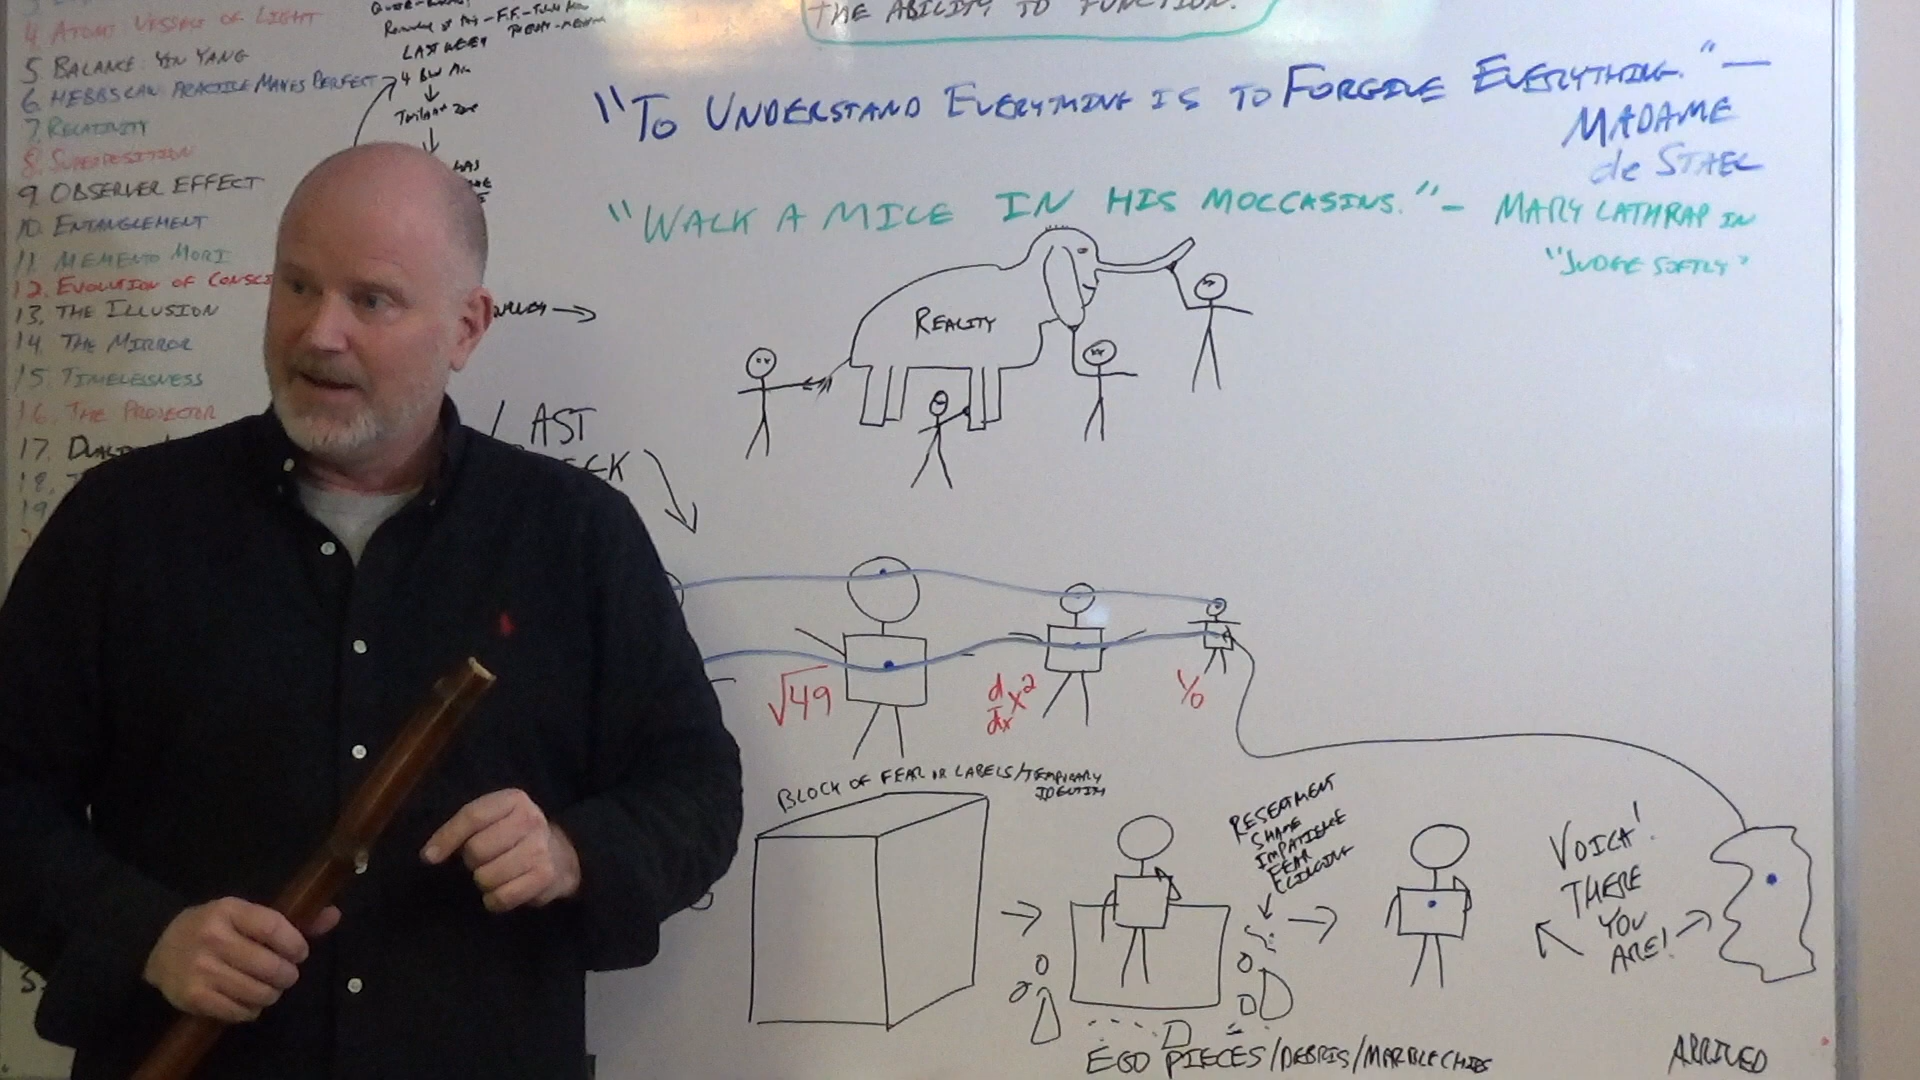 THE ABILITY TO FUNCTION.
4. ATOMS VESSELS OF LIGHT
5. BALANCE: YIN YANG
6. HEBBSCAN: PRACTICE MAKES PERFECT
7. RELATIVITY
8. SUPERPOSITION
9. OBSERVER EFFECT
10. ENTANGLEMENT
11. MEMENTO MORI
12. EVOLUTION OF CONSCI
13. THE ILLUSION
14. THE MIRROR
15. TIMELESSNESS
16. THE PROJECTOR
17.
18.
19
LAST WEEK
"TO UNDERSTAND EVERYTHING IS TO FORGIVE EVERYTHING." —
MADAME
de STAEL
"WALK A MILE IN HIS MOCCASINS." – MARY LATHRAP IN
"JUDGE SOFTLY"
REALITY
LAST
√49
d/dx x²
1/0
BLOCK OF FEAR OR LABELS/TEMPORARY
IDENTITY
RESENTMENT
SHAME
IMPATIENCE
FEAR
CLINGING
VOILA!
THERE
YOU
ARE!
EGO PIECES/DEBRIS/MARBLE CHIPS
ARRIVED